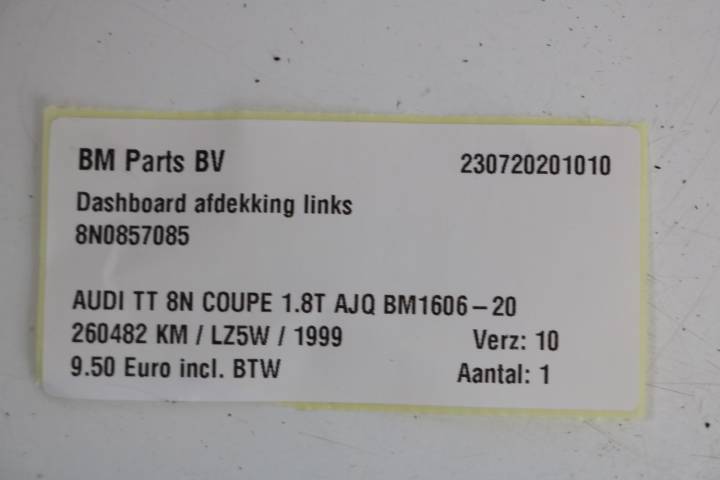 BM Parts BV 230720201010
Dashboard afdekking links
8N0857085
AUDI TT 8N COUPE 1.8T AJQ BM1606-20
260482 KM / LZ5W / 1999 Verz: 10
9.50 Euro incl. BTW Aantal: 1